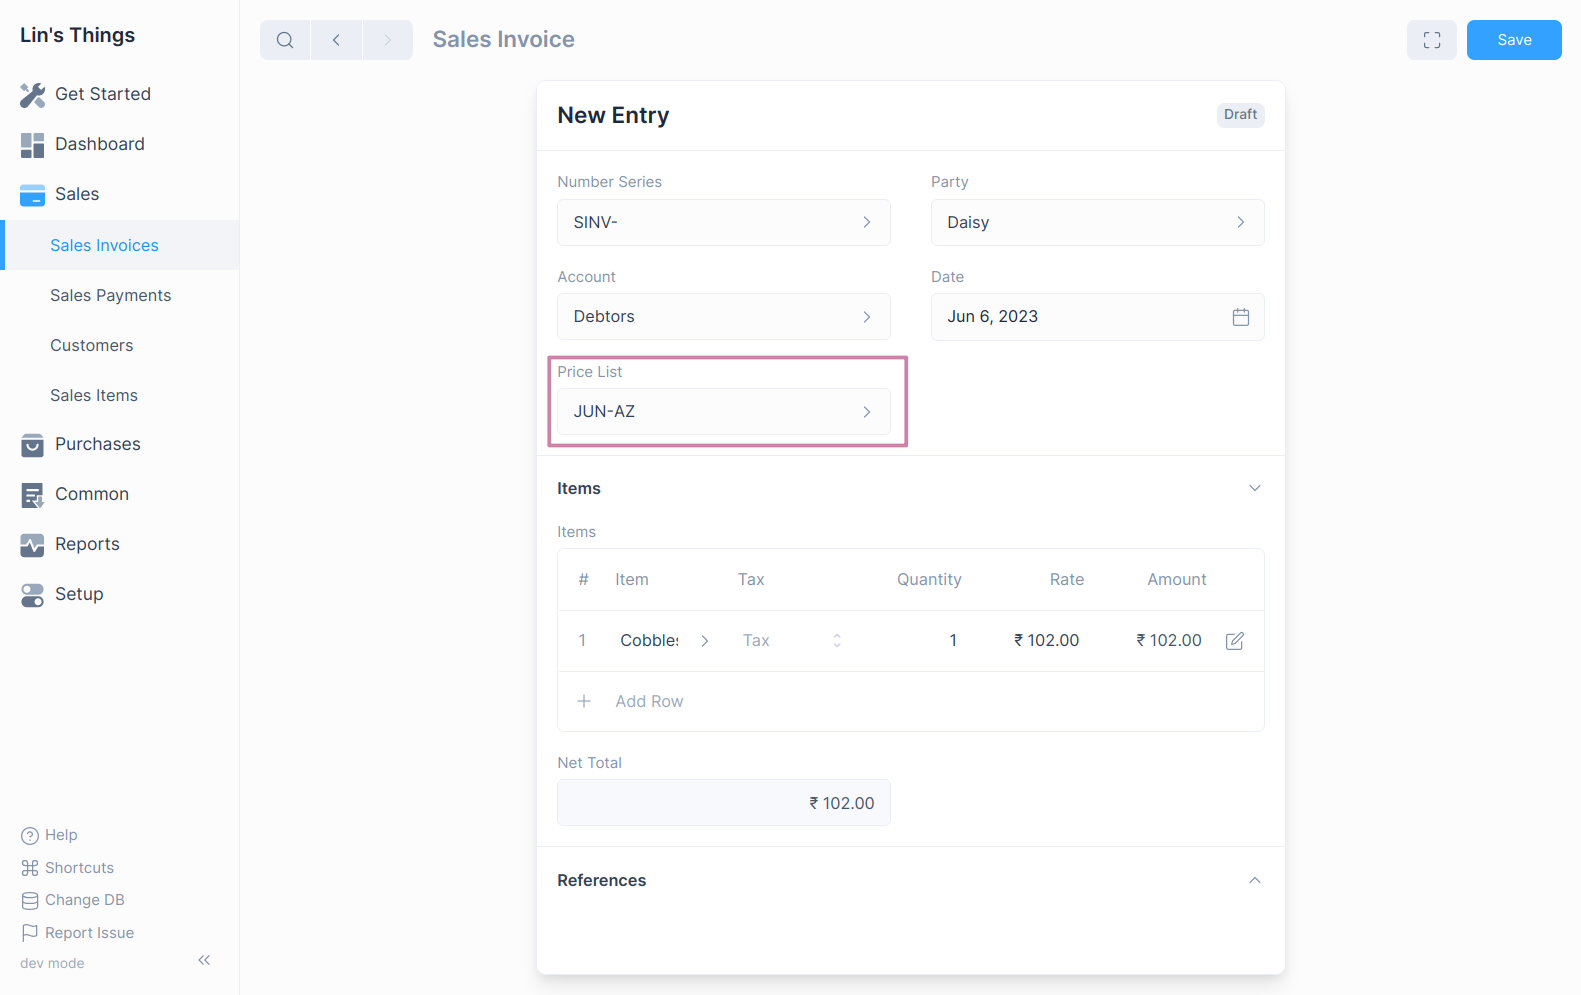 Lin's Things
Get Started
Dashboard
Sales
Sales Invoices
Sales Payments
Customers
Sales Items
Purchases
Common
Reports
Setup
Help
Shortcuts
Change DB
Report Issue
dev mode
Sales Invoice
Save
New Entry
Draft
Number Series
Party
SINV-
Daisy
Account
Date
Debtors
Jun 6, 2023
Price List
JUN-AZ
Items
Items
# Item Tax Quantity Rate Amount
1 Tax 1 ₹ 102.00 ₹ 102.00
Add Row
Net Total
₹ 102.00
References